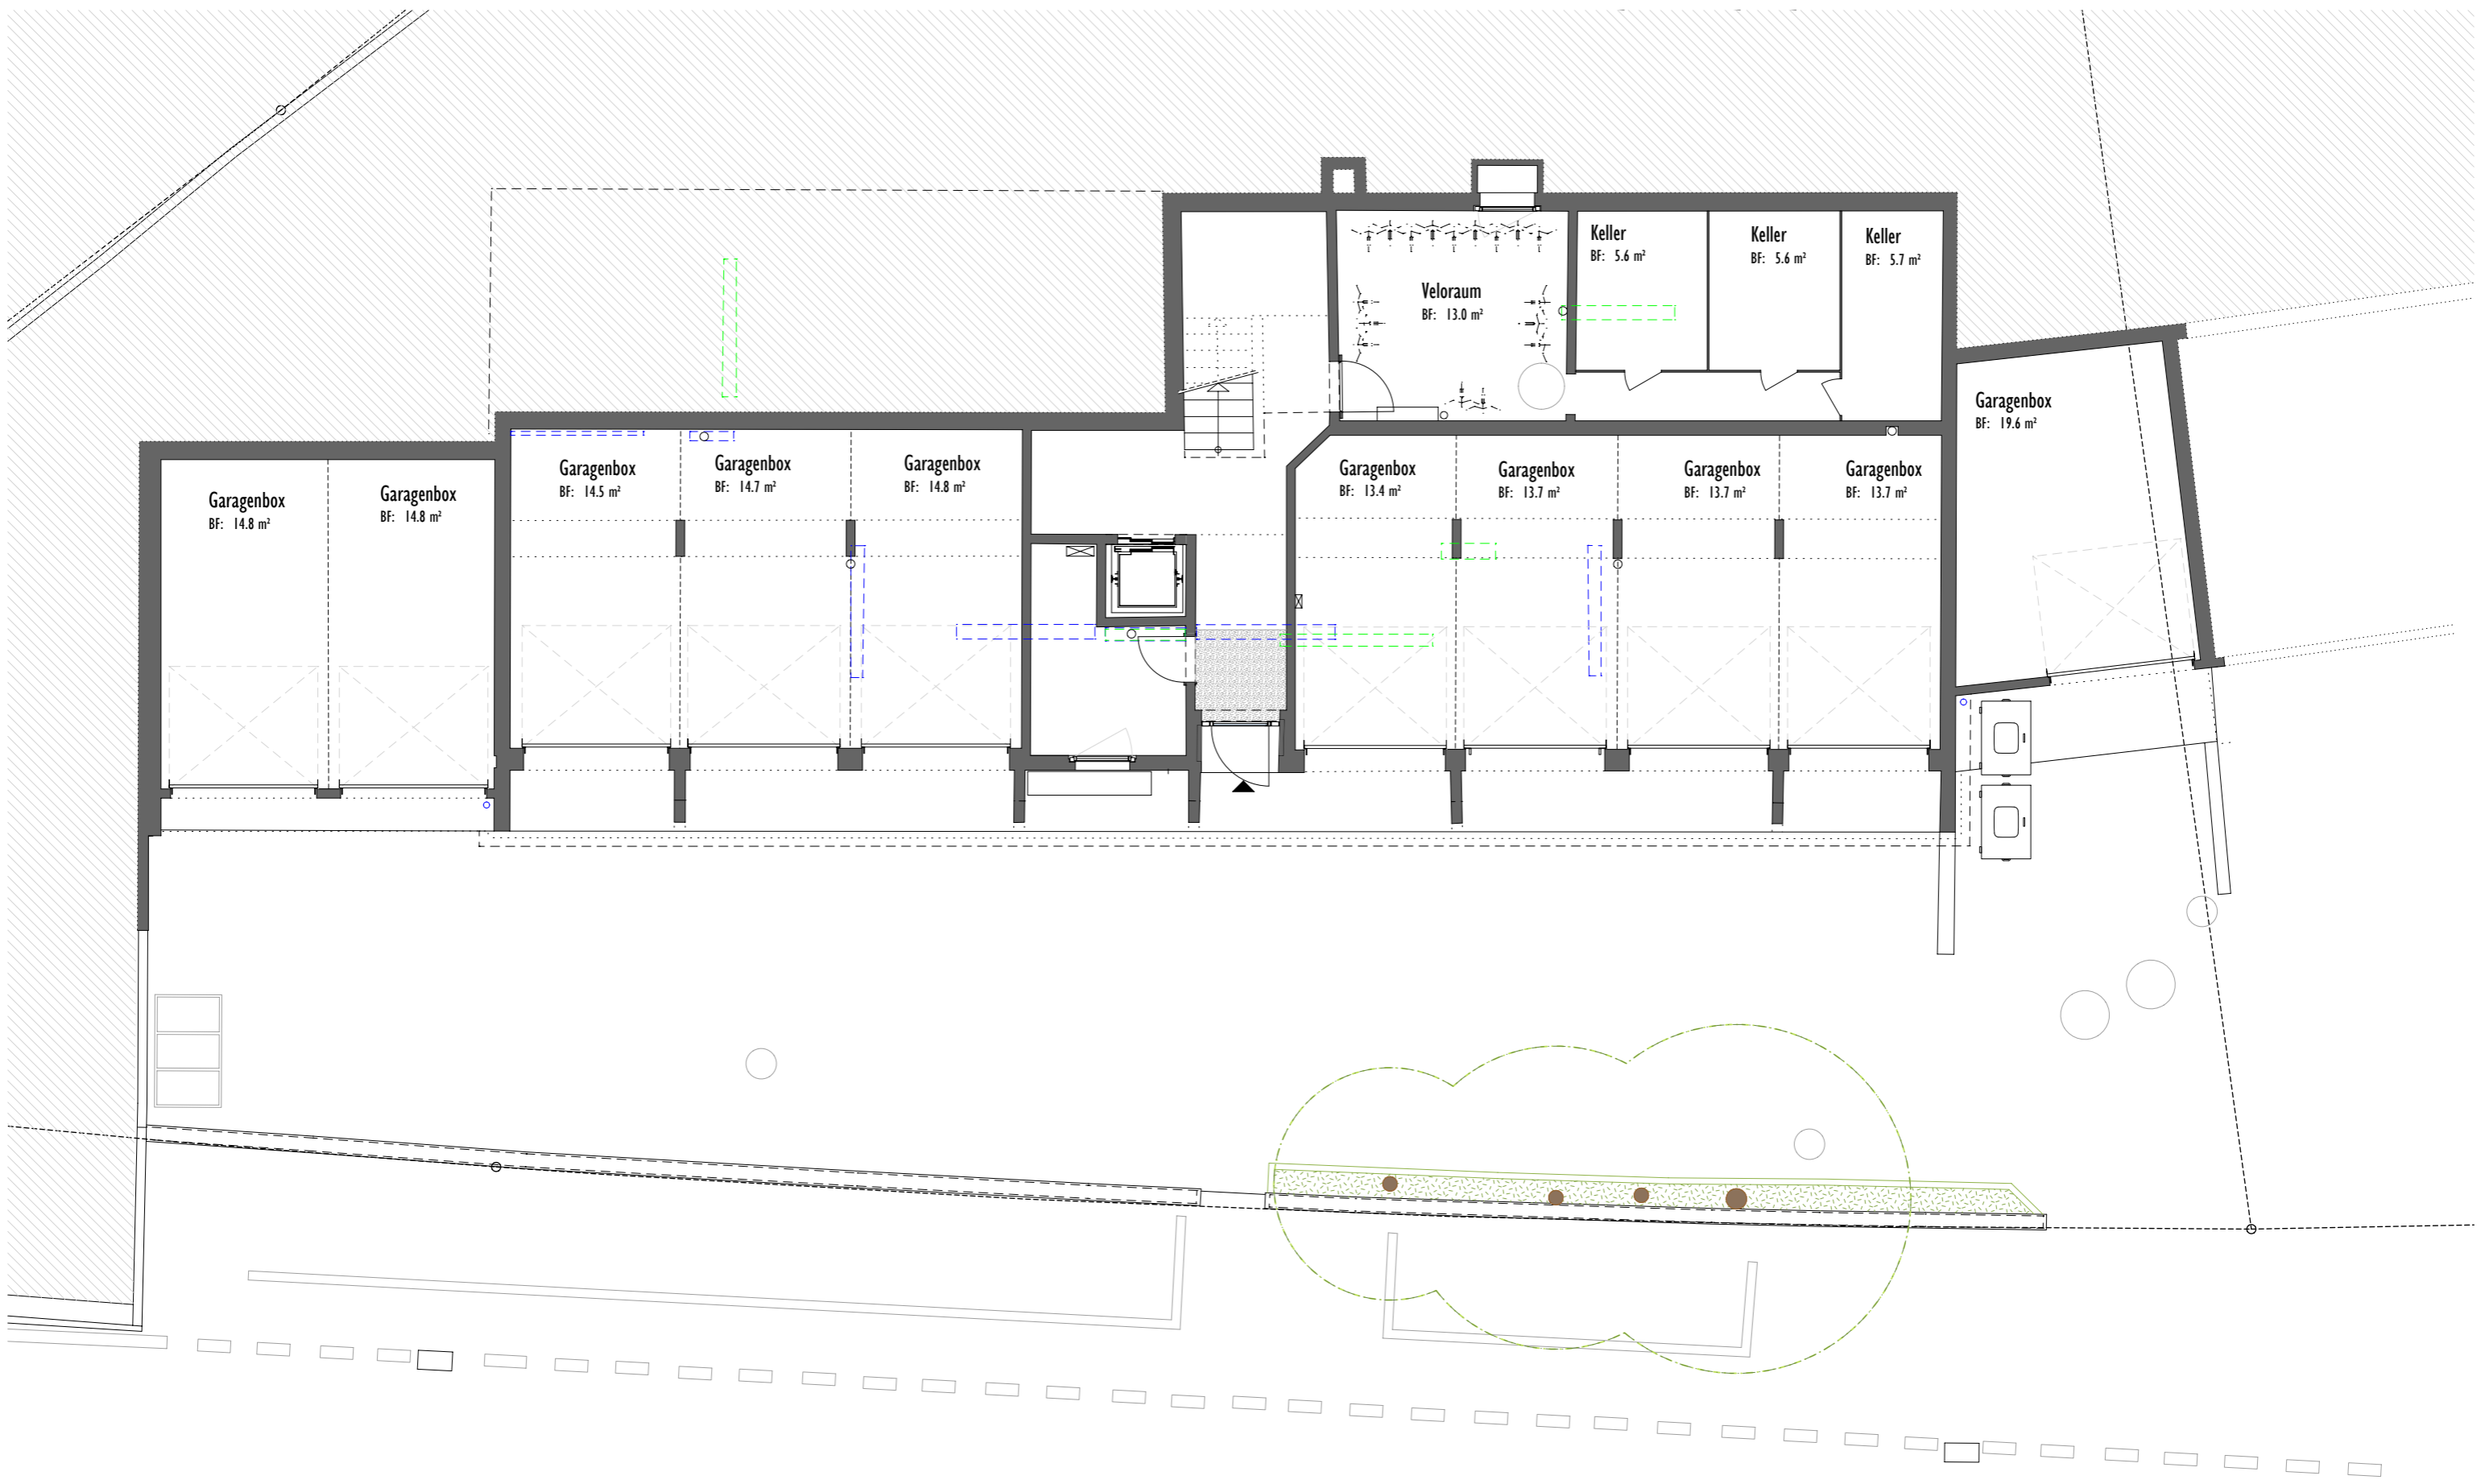 Keller
BF: 5.6 m²
Keller
BF: 5.6 m²
Keller
BF: 5.7 m²
Veloraum
BF: 13.0 m²
Garagenbox
BF: 19.6 m²
Garagenbox
BF: 14.8 m²
Garagenbox
BF: 14.8 m²
Garagenbox
BF: 14.5 m²
Garagenbox
BF: 14.7 m²
Garagenbox
BF: 14.8 m²
Garagenbox
BF: 13.4 m²
Garagenbox
BF: 13.7 m²
Garagenbox
BF: 13.7 m²
Garagenbox
BF: 13.7 m²